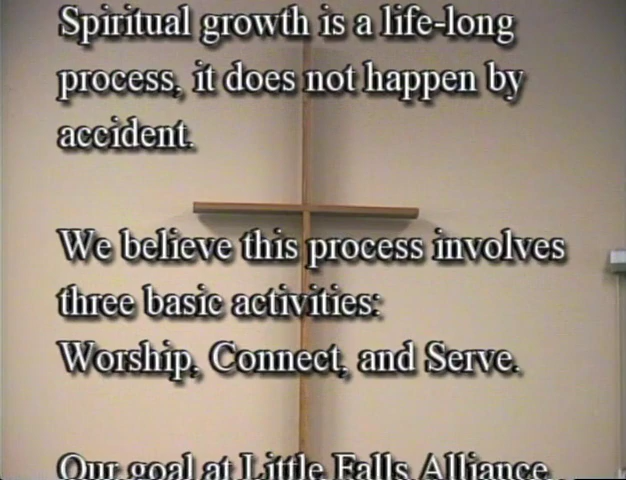 Spiritual growth is a life-long
process, it does not happen by
accident.
We believe this process involves
three basic activities:
Worship, Connect, and Serve.
Our goal at Little Falls Alliance